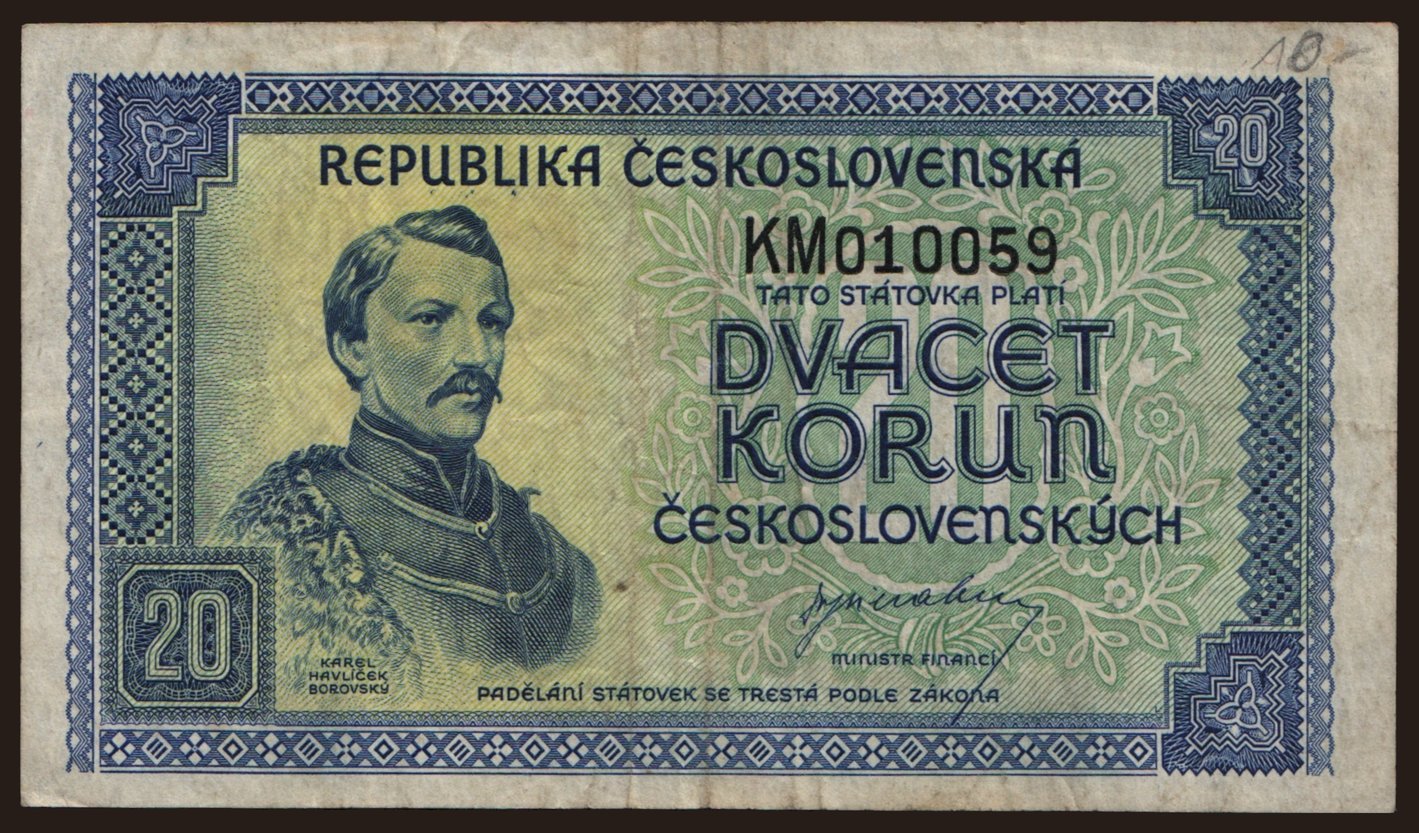 10-
20
REPUBLIKA ČESKOSLOVENSKÁ
KM010059
TATO STÁTOVKA PLATÍ
DVACET
KORUN
ČESKOSLOVENSKÝCH
20
MINISTR FINANCÍ
20
KAREL
HAVLÍČEK
BOROVSKÝ
PADĚLÁNÍ STÁTOVEK SE TRESTÁ PODLE ZÁKONA